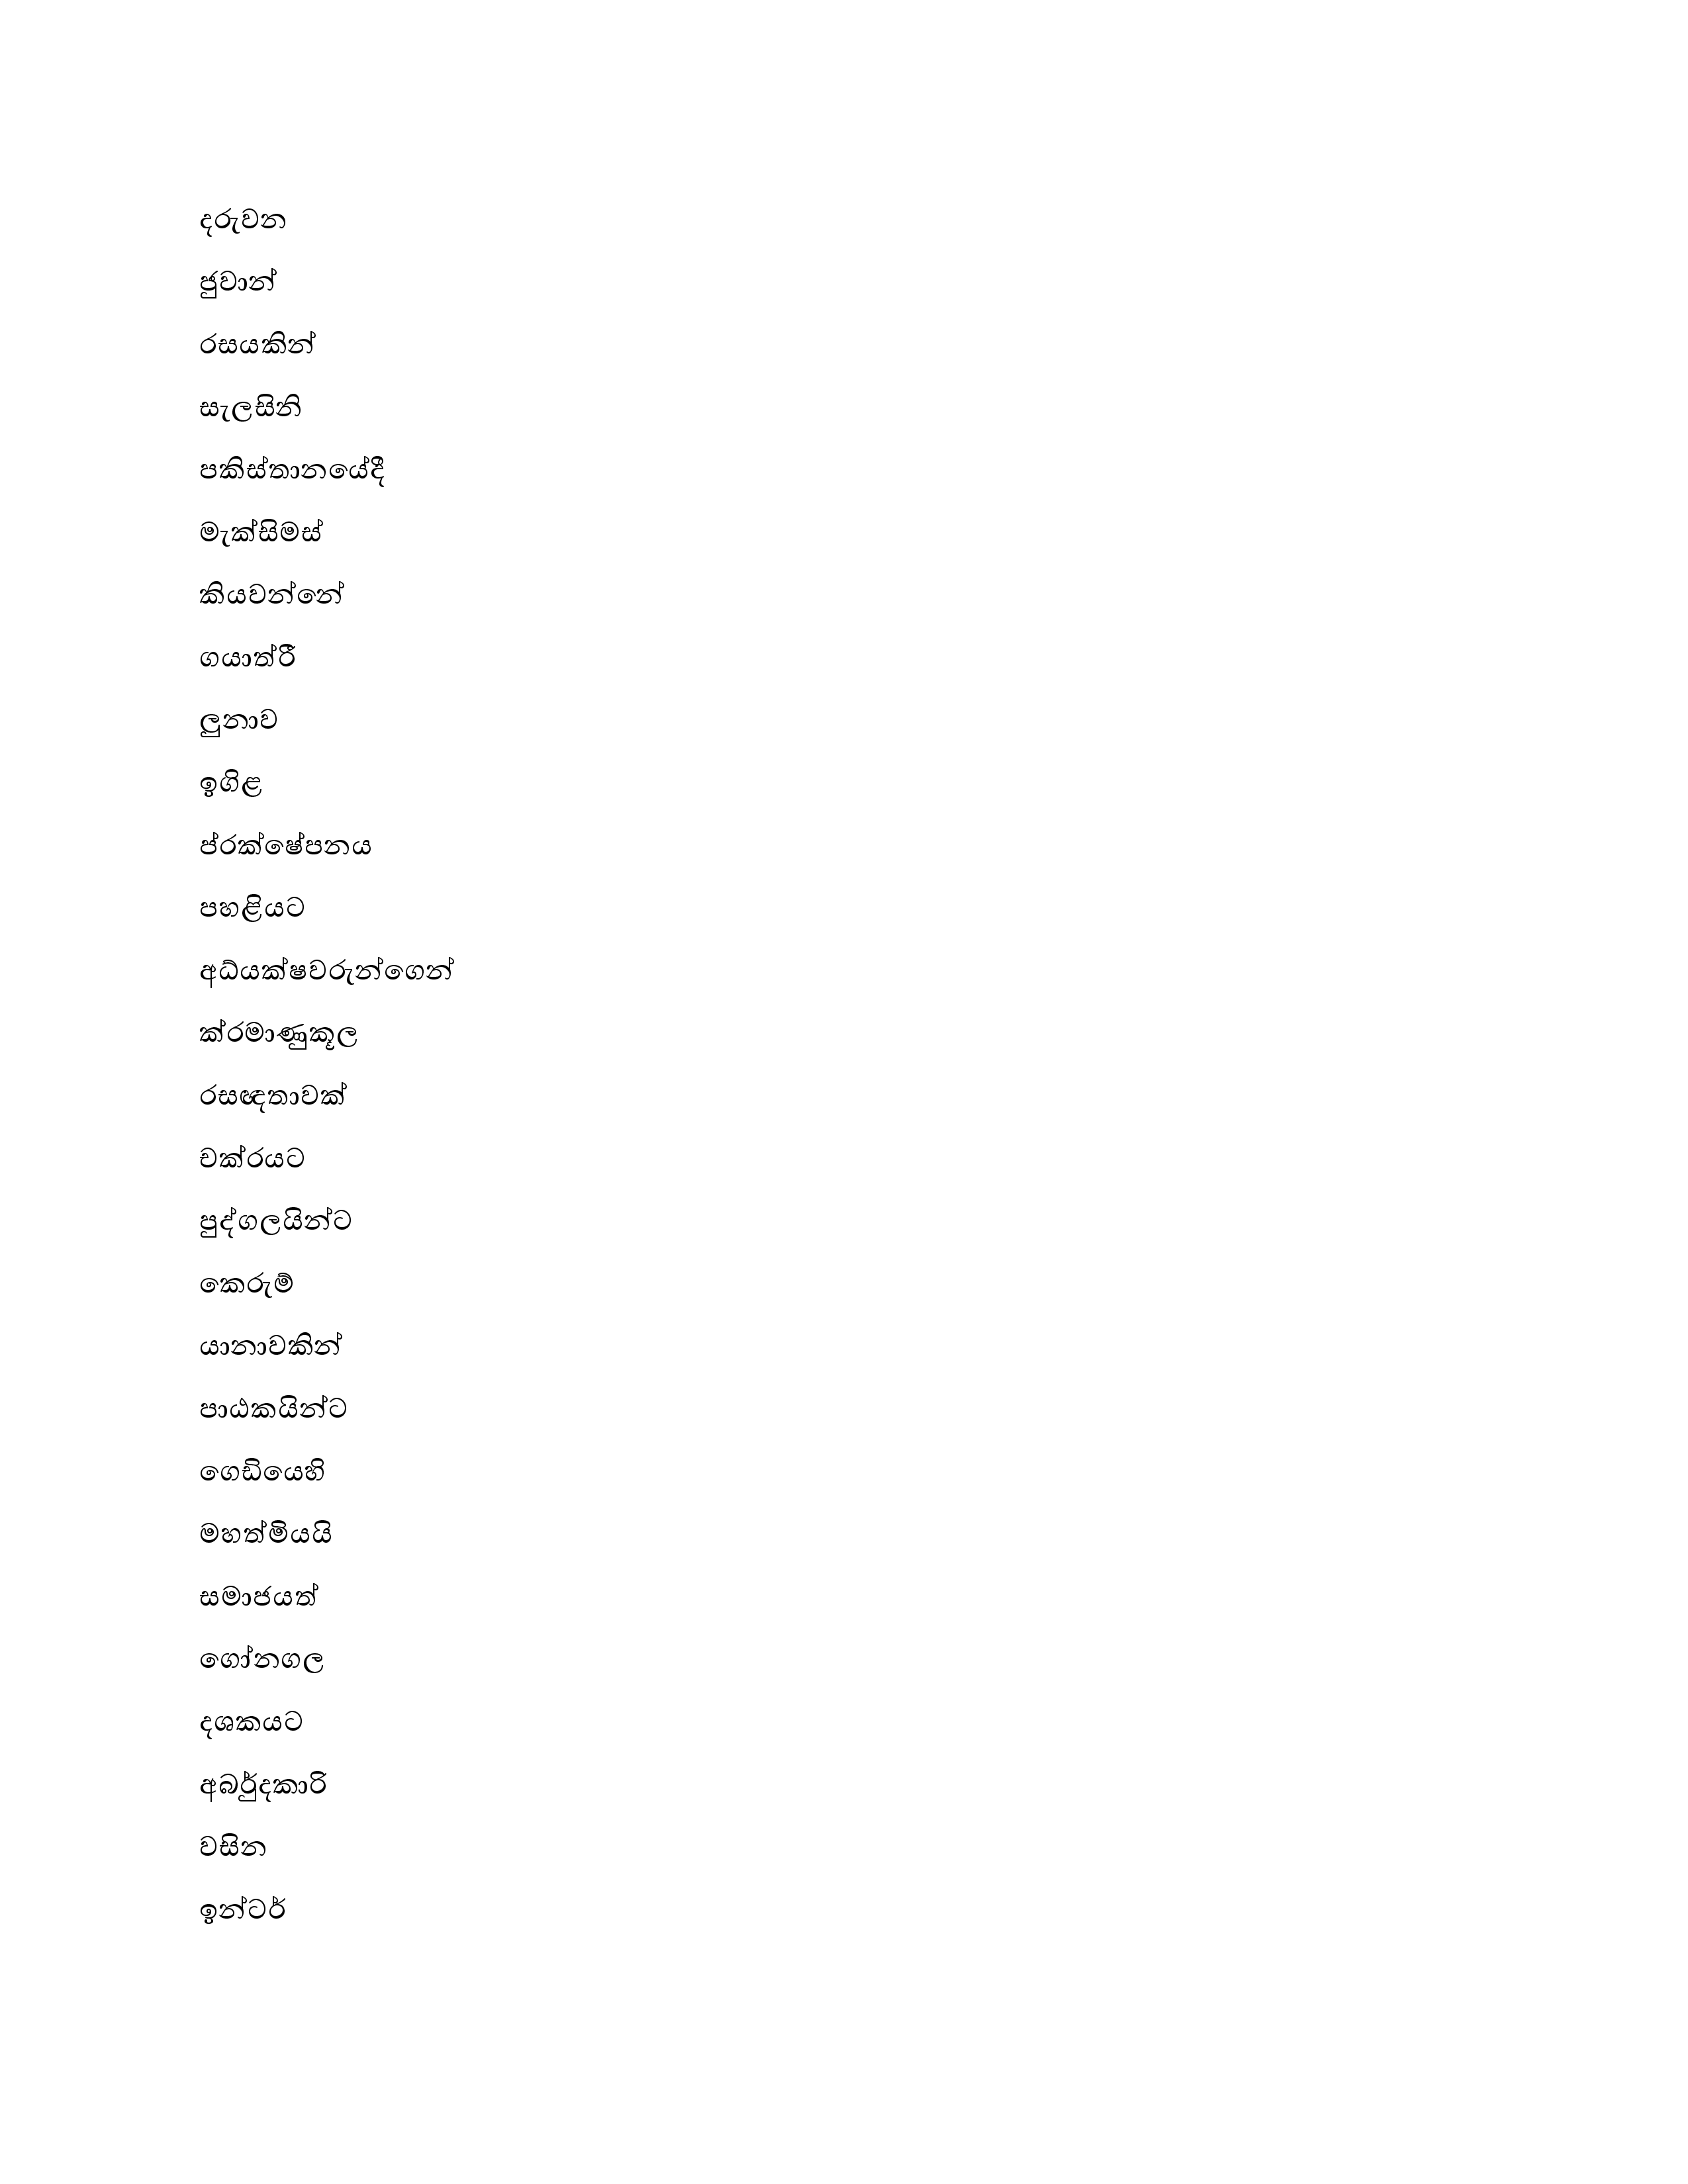 දරුවන
ජුවාන්
රසයකින්
සැලසිනි
පකිස්තානයේදී
මැක්සිමස්
කියවන්නේ
ගයාත්රී
ලුනාව
ඉගිළ
ප්රක්ෂේපනය
පහළියට
අධ්යක්ෂවරුන්ගෙන්
ක්රමාණුකූල
රසඥතාවක්
චක්රයට
පුද්ගලයින්ට
කෙරුම්
යානාවකින්
පාඨකයින්ට
ගෙඩියෙහි
මහත්මියයි
සමාජයත්
ගෝනගල
දශකයට
අර්බුදකාරි
වසින
ඉන්ටර්